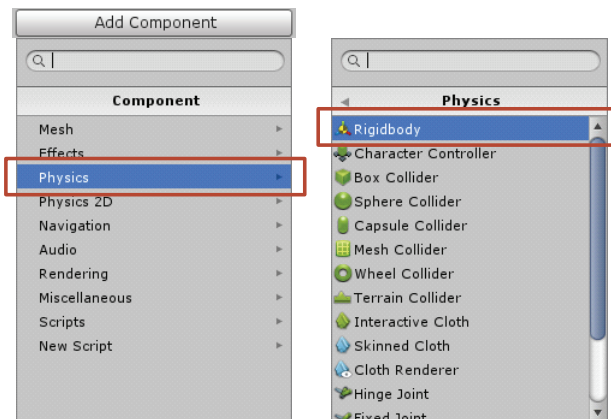 Add Component
Component
Mesh
Effects
Physics
Physics 2D
Navigation
Audio
Rendering
Miscellaneous
Scripts
New Script
Physics
Rigidbody
Character Controller
Box Collider
Sphere Collider
Capsule Collider
Mesh Collider
Wheel Collider
Terrain Collider
Interactive Cloth
Skinned Cloth
Cloth Renderer
Hinge Joint
Fixed Joint